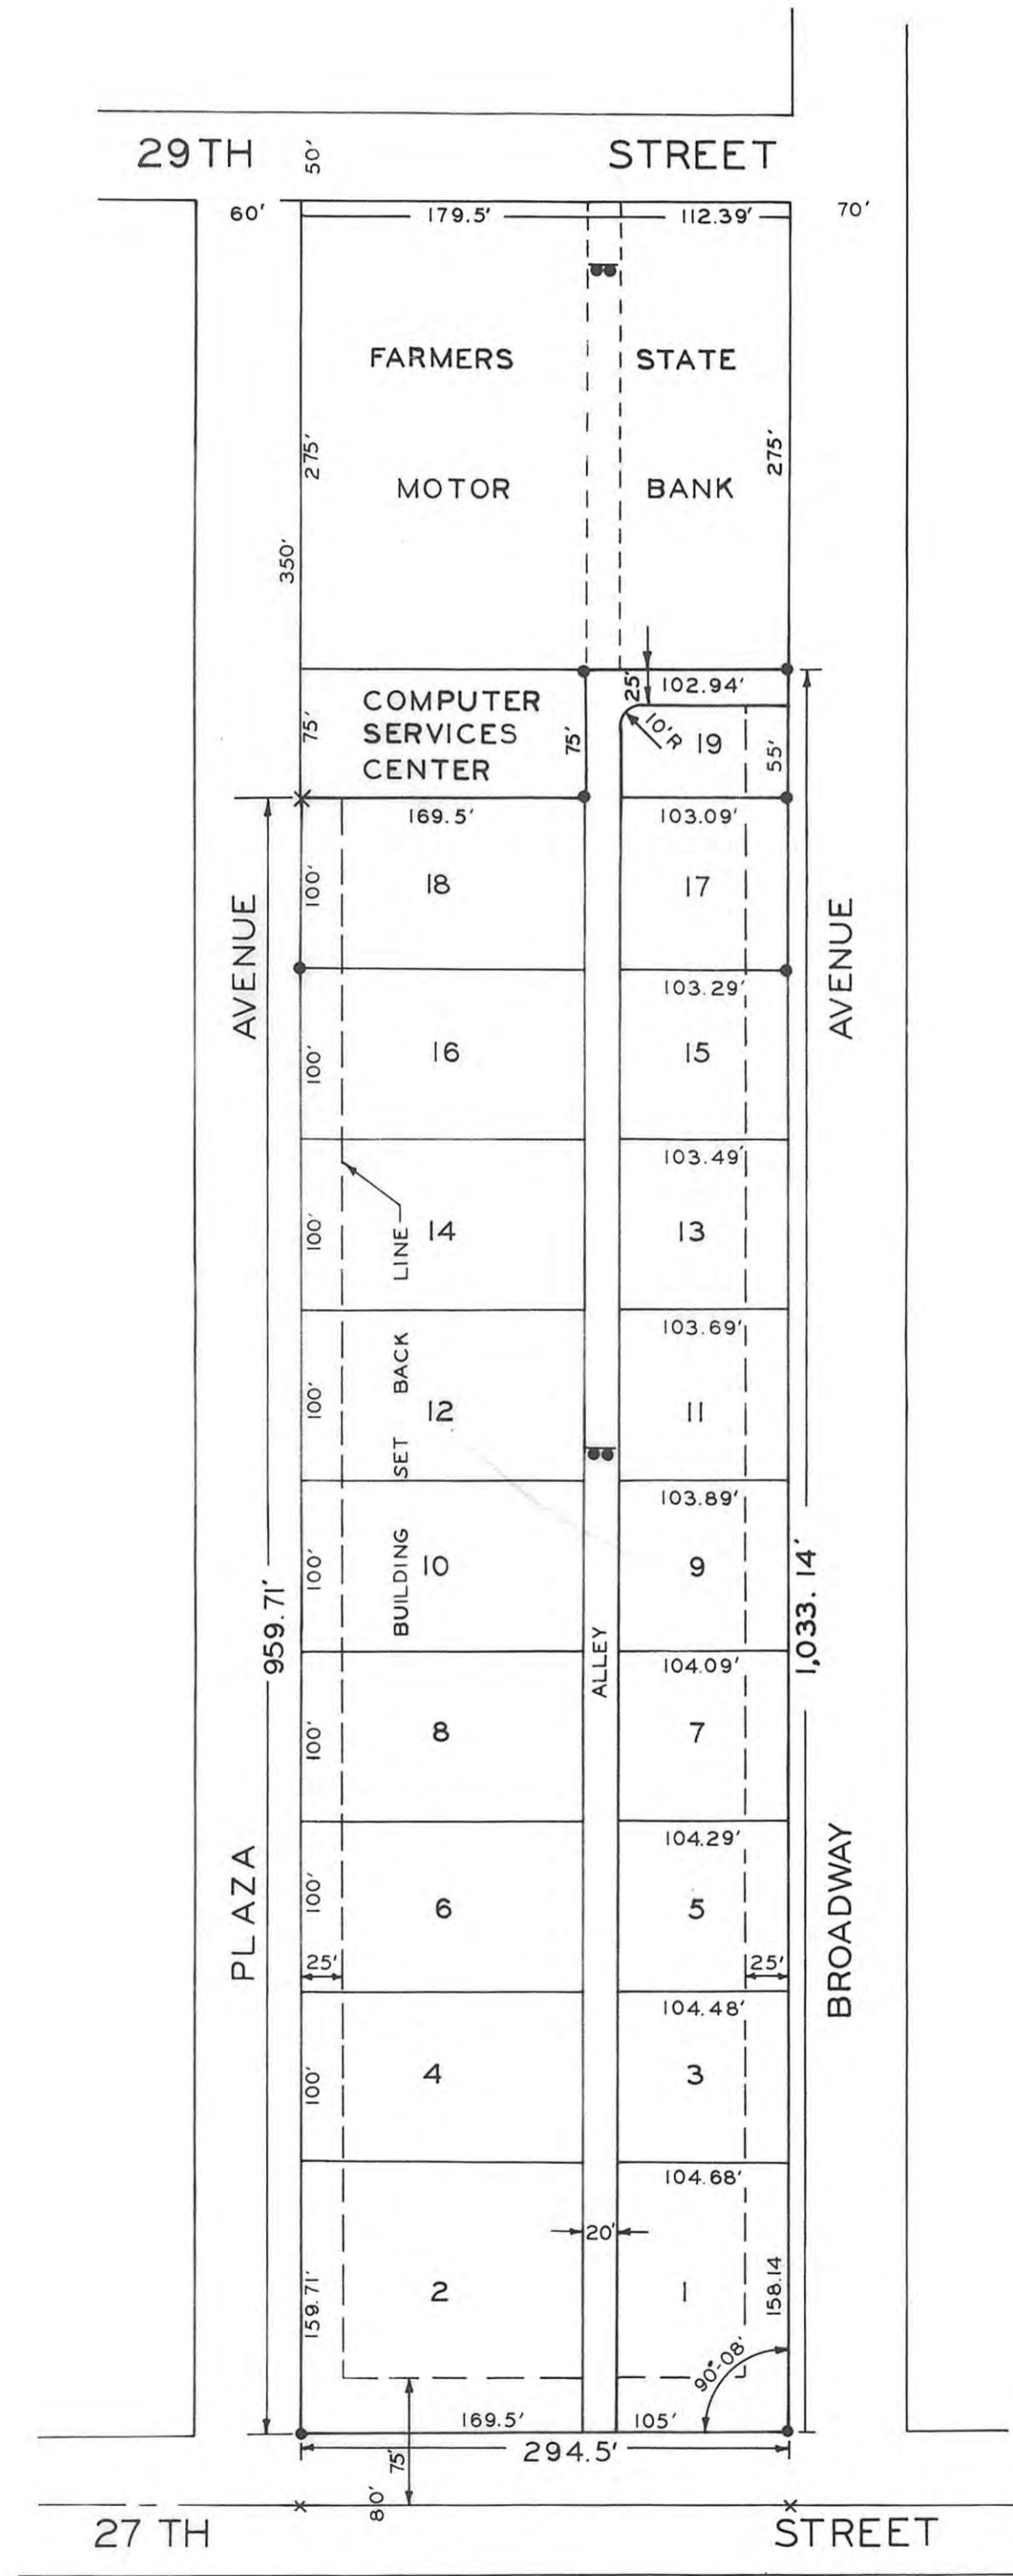 29TH STREET
50'
60' 179.5' 112.39' 70'
FARMERS STATE
275' 275'
MOTOR BANK
350'
25' 102.94'
COMPUTER
SERVICES
CENTER
75' 75' 10'R 19 55'
169.5' 103.09'
100' 18 17
AVENUE AVENUE
103.29'
100' 16 15
103.49'
100' 14 13
BUILDING SET BACK LINE
103.69'
100' 12 11
103.89'
100' 10 9
959.71' ALLEY 1,033.14'
104.09'
100' 8 7
104.29'
PLAZA BROADWAY
100' 6 5
25' 25'
104.48'
100' 4 3
104.68'
20'
159.71' 2 1 158.14
90°-08'
169.5' 105'
294.5'
75'
80'
27 TH STREET